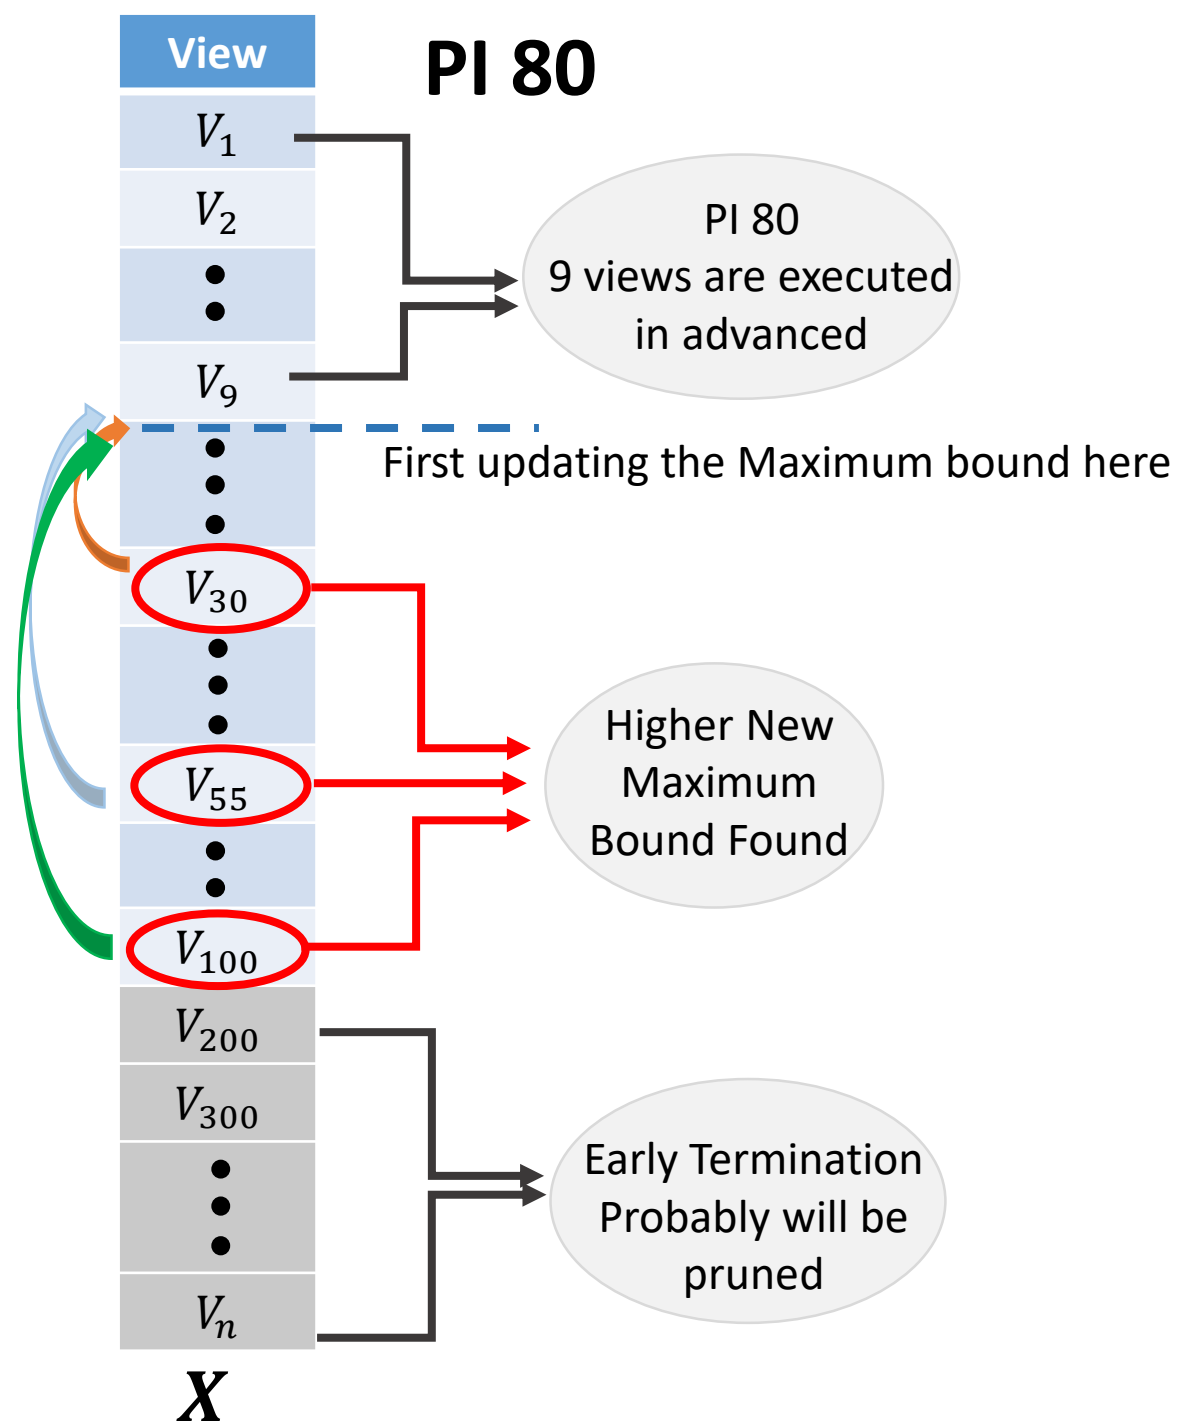 View
PI 80
V₁
V₂
V₉
PI 80
9 views are executed
in advanced
First updating the Maximum bound here
V₃₀
V₅₅
V₁₀₀
Higher New
Maximum
Bound Found
V₂₀₀
V₃₀₀
Vₙ
Early Termination
Probably will be
pruned
X